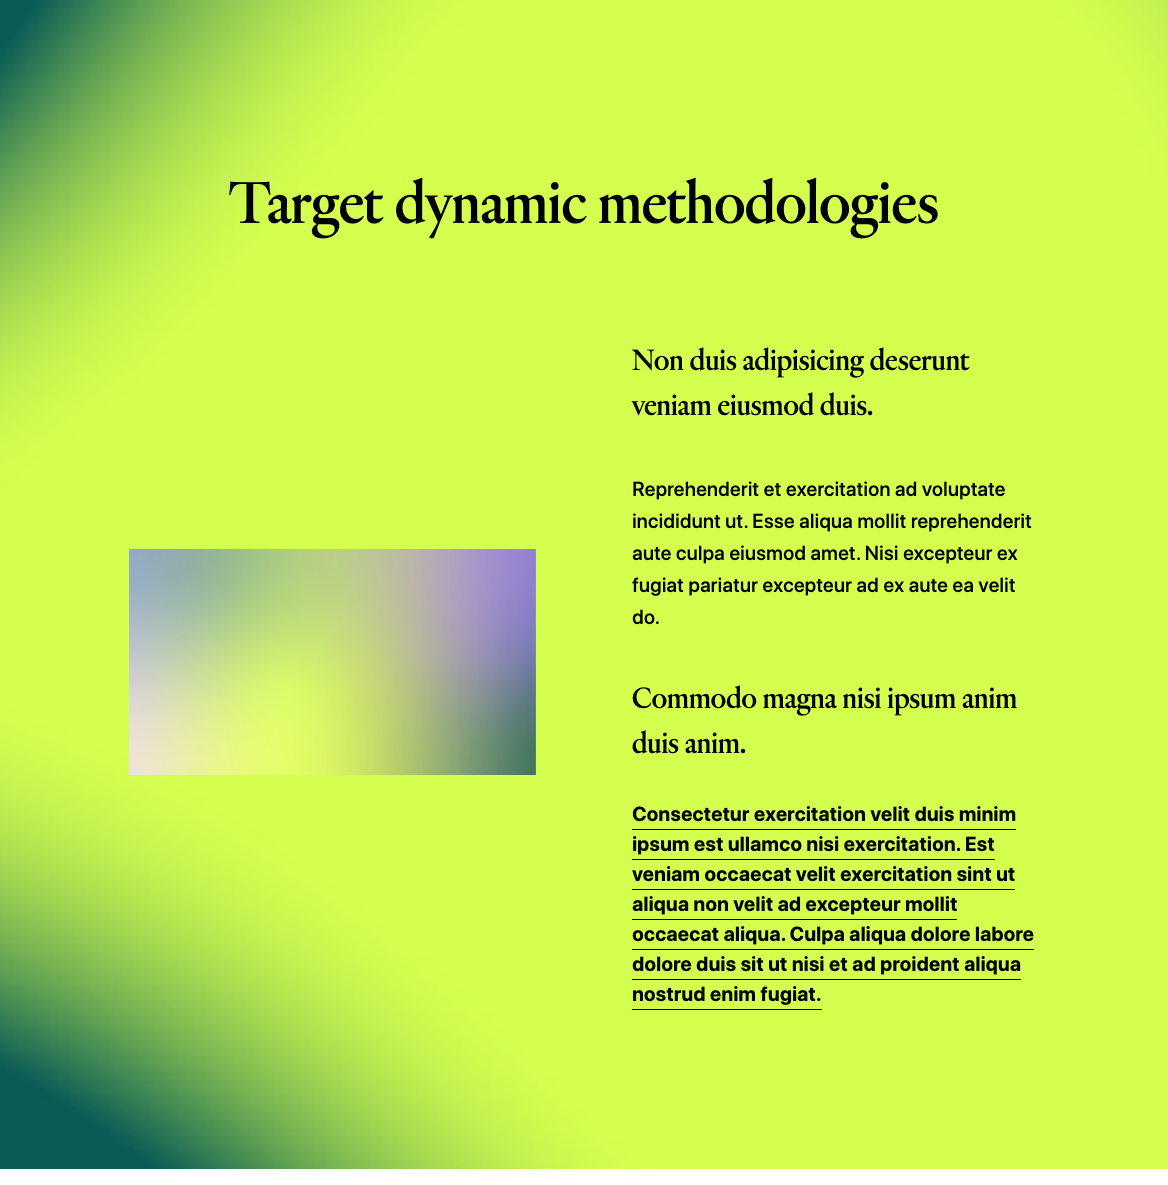 Target dynamic methodologies
Non duis adipisicing deserunt
veniam eiusmod duis.
Reprehenderit et exercitation ad voluptate
incididunt ut. Esse aliqua mollit reprehenderit
aute culpa eiusmod amet. Nisi excepteur ex
fugiat pariatur excepteur ad ex aute ea velit
do.
Commodo magna nisi ipsum anim
duis anim.
Consectetur exercitation velit duis minim
ipsum est ullamco nisi exercitation. Est
veniam occaecat velit exercitation sint ut
aliqua non velit ad excepteur mollit
occaecat aliqua. Culpa aliqua dolore labore
dolore duis sit ut nisi et ad proident aliqua
nostrud enim fugiat.